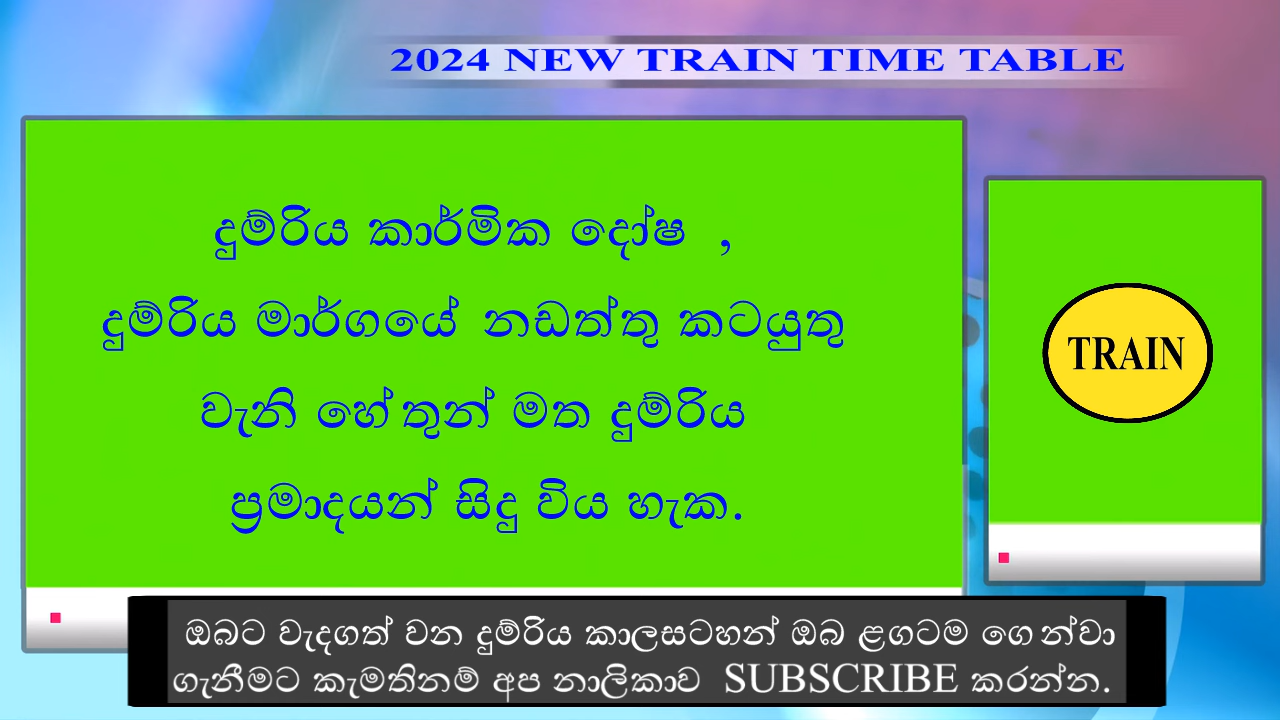 2024 NEW TRAIN TIME TABLE
දුම්රිය කාර්මික දෝෂ ,
දුම්රිය මාර්ගයේ නඩත්තු කටයුතු
වැනි හේතුන් මත දුම්රිය
ප්‍රමාදයන් සිදු විය හැක.
TRAIN
ඔබට වැදගත් වන දුම්රිය කාලසටහන් ඔබ ළගටම ගෙන්වා
ගැනීමට කැමතිනම් අප නාලිකාව SUBSCRIBE කරන්න.